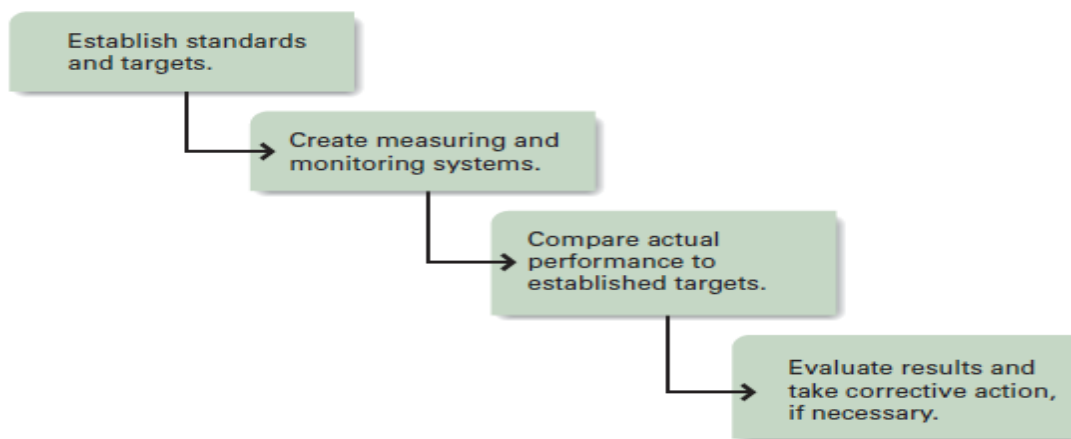 Establish standards
and targets.
Create measuring and
monitoring systems.
Compare actual
performance to
established targets.
Evaluate results and
take corrective action,
if necessary.